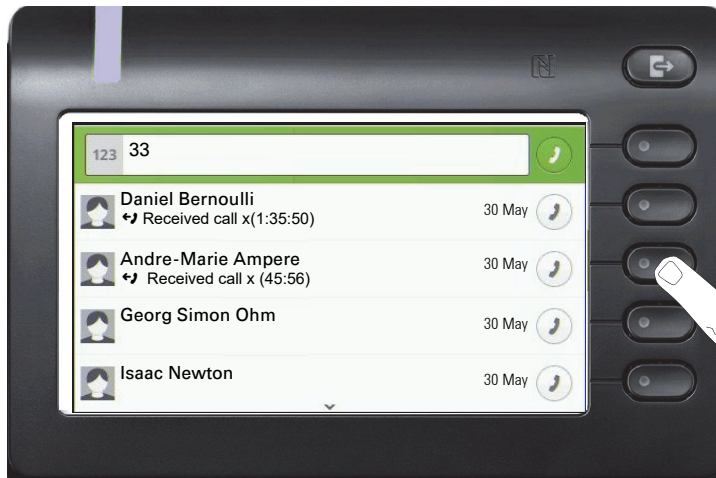 123 33
Daniel Bernoulli
Received call x(1:35:50) 30 May
Andre-Marie Ampere
Received call x (45:56) 30 May
Georg Simon Ohm
30 May
Isaac Newton
30 May